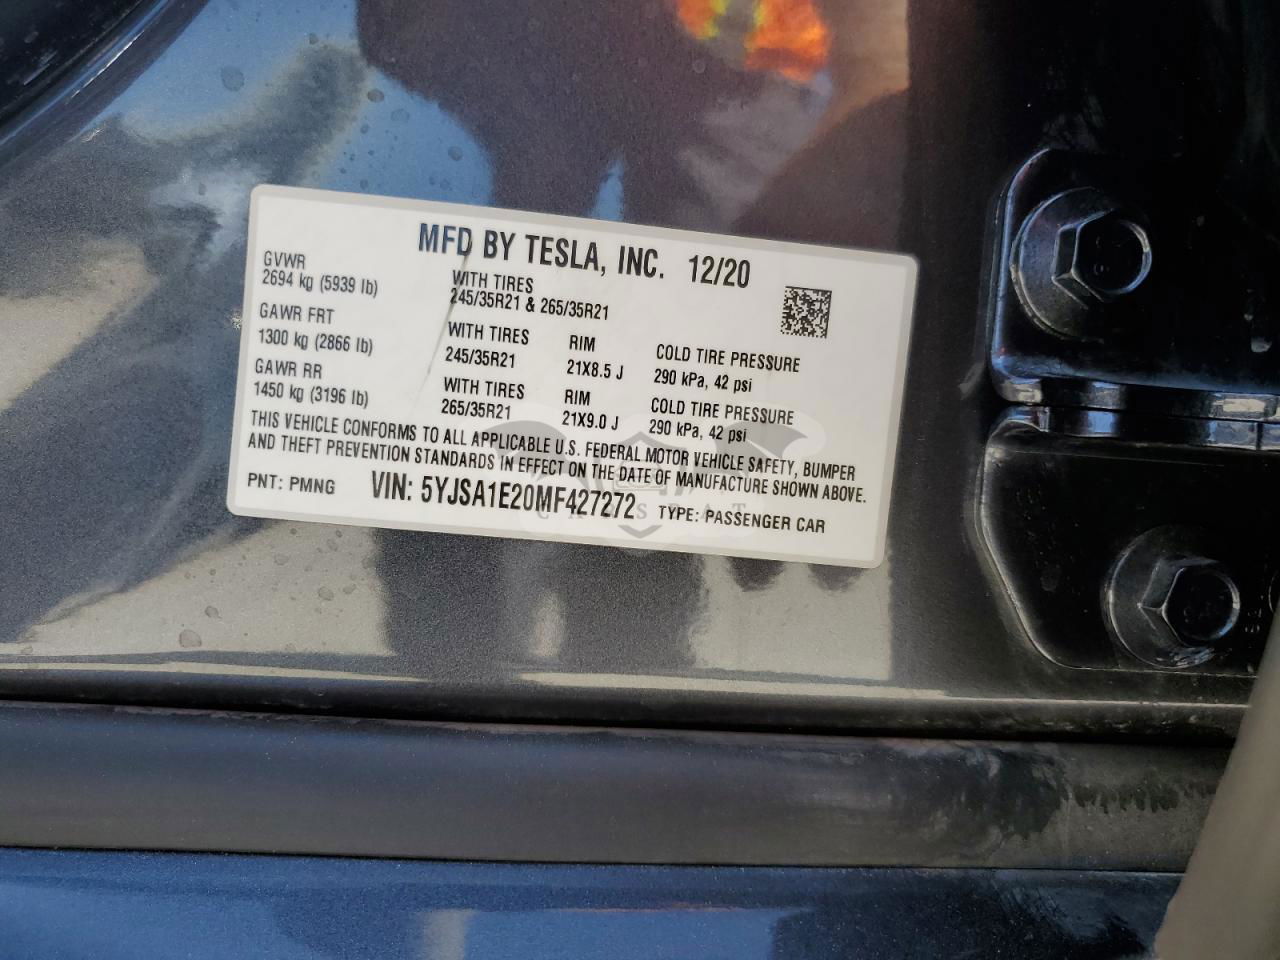 MFD BY TESLA, INC. 12/20
GVWR
2694 kg (5939 lb)
WITH TIRES
245/35R21 & 265/35R21
GAWR FRT
1300 kg (2866 lb)
WITH TIRES
245/35R21
RIM
21X8.5 J
COLD TIRE PRESSURE
290 kPa, 42 psi
GAWR RR
1450 kg (3196 lb)
WITH TIRES
265/35R21
RIM
21X9.0 J
COLD TIRE PRESSURE
290 kPa, 42 psi
THIS VEHICLE CONFORMS TO ALL APPLICABLE U.S. FEDERAL MOTOR VEHICLE SAFETY, BUMPER
AND THEFT PREVENTION STANDARDS IN EFFECT ON THE DATE OF MANUFACTURE SHOWN ABOVE.
PNT: PMNG VIN: 5YJSA1E20MF427272 TYPE: PASSENGER CAR